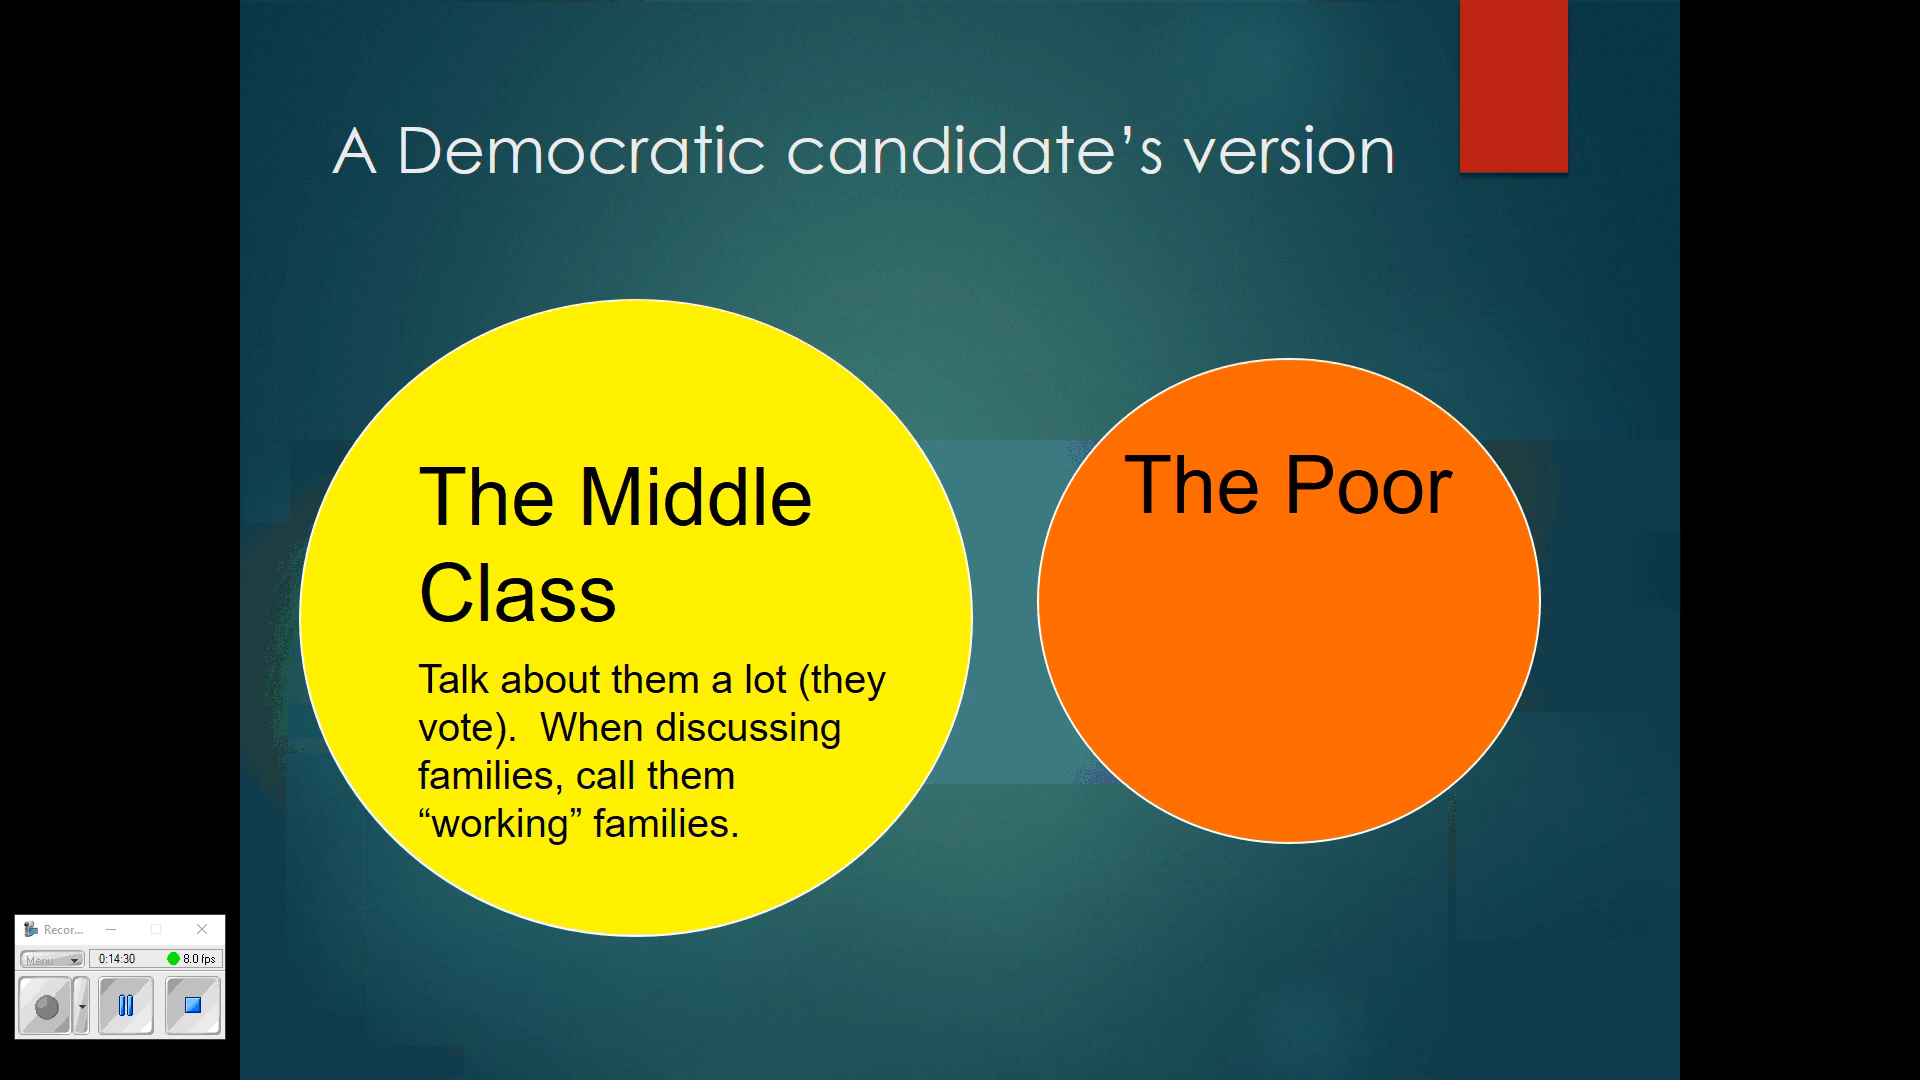 A Democratic candidate’s version
The Middle
Class
Talk about them a lot (they
vote).  When discussing
families, call them
“working” families.
The Poor
Recor...
Menu
0:14:30
8.0 fps